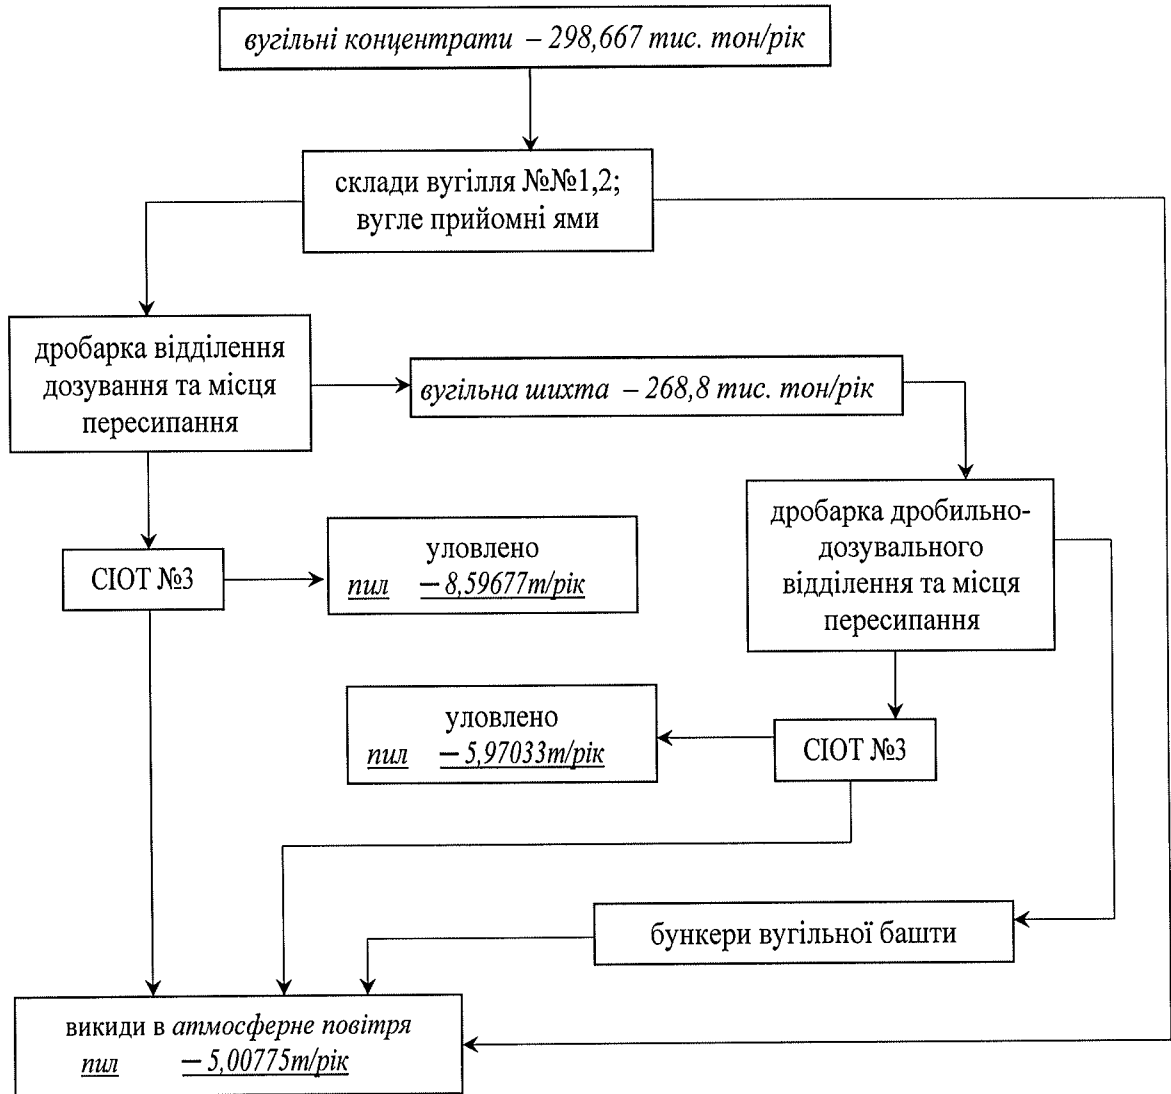 вугільні концентрати – 298,667 тис. тон/рік
склади вугілля №№1,2;
вугле прийомні ями
дробарка відділення
дозування та місця
пересипання
вугільна шихта – 268,8 тис. тон/рік
дробарка дробильно-
дозувального
відділення та місця
пересипання
СІОТ №3
уловлено
пил – 8,59677т/рік
уловлено
пил – 5,97033т/рік
СІОТ №3
бункери вугільної башти
викиди в атмосферне повітря
пил – 5,00775т/рік